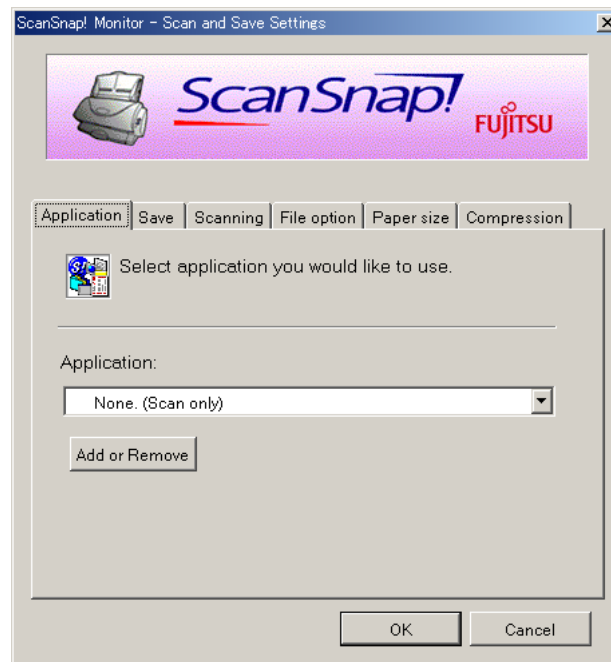 ScanSnap! Monitor - Scan and Save Settings
ScanSnap!
FUJITSU
Application Save Scanning File option Paper size Compression
Select application you would like to use.
Application:
None. (Scan only)
Add or Remove
OK Cancel